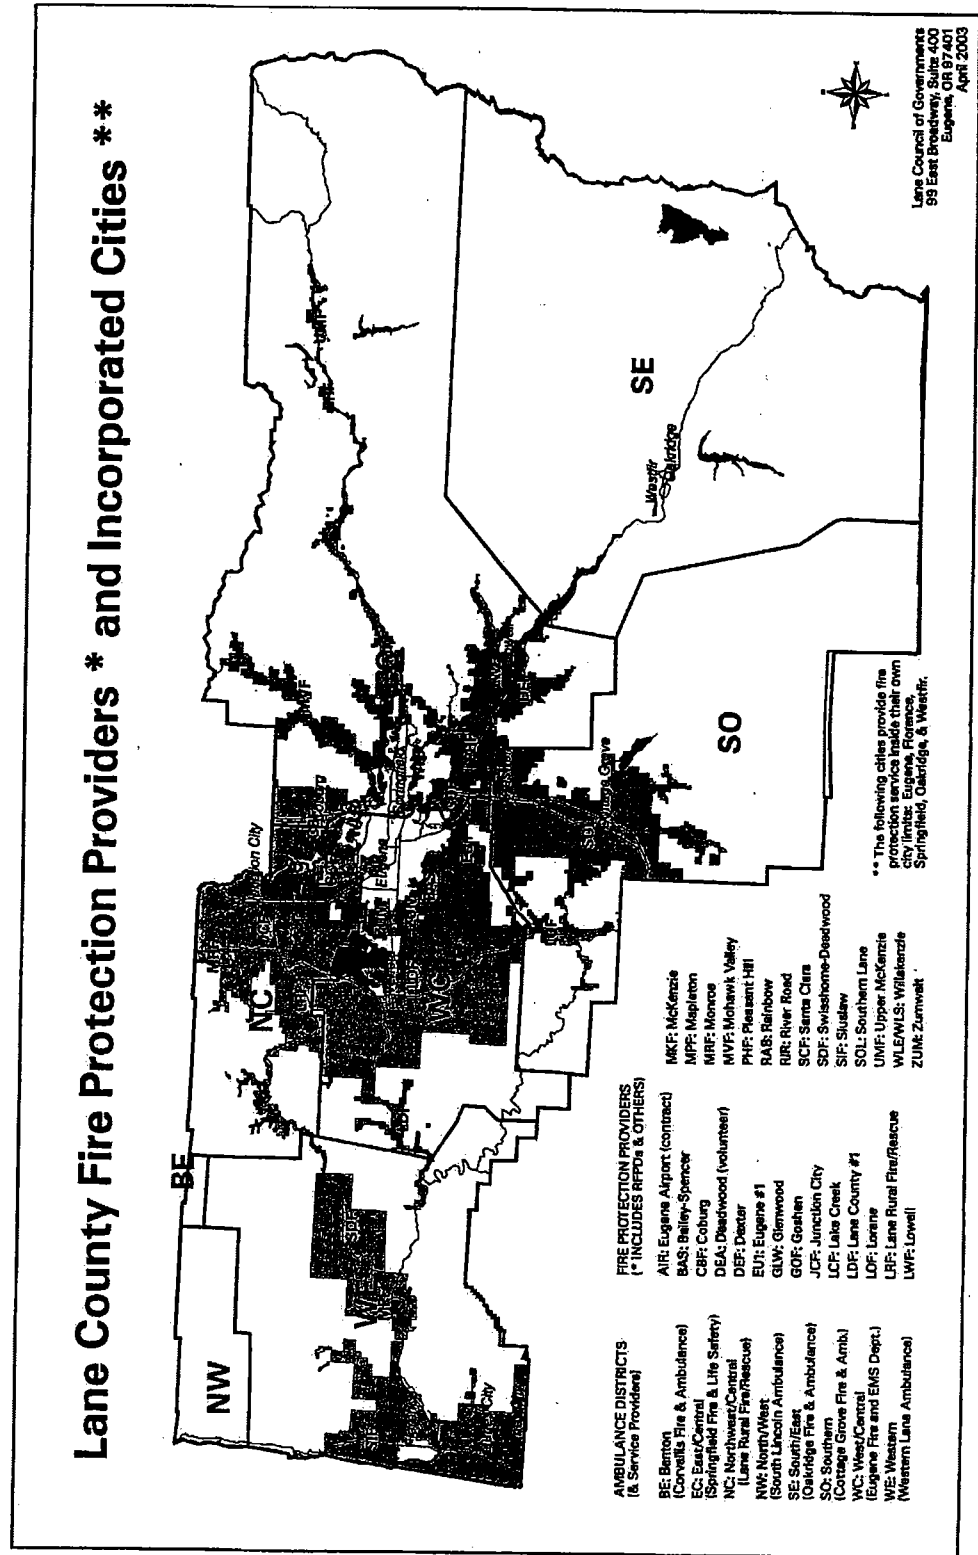 Lane County Fire Protection Providers * and Incorporated Cities **
BE
NW
NC
WE
WC
SO
SE
Westfir
Oakridge
AMBULANCE DISTRICTS
(& Service Providers)
BE: Benton
(Corvallis Fire & Ambulance)
EC: East/Central
(Springfield Fire & Life Safety)
NC: Northwest/Central
(Lane Rural Fire/Rescue)
NW: North/West
(South Lincoln Ambulance)
SE: South/East
(Oakridge Fire & Ambulance)
SO: Southern
(Cottage Grove Fire & Amb.)
WC: West/Central
(Eugene Fire and EMS Dept.)
WE: Western
(Western Lane Ambulance)
FIRE PROTECTION PROVIDERS
(* INCLUDES RFPDs & OTHERS)
AIR: Eugene Airport (contract)
BAS: Bailey-Spencer
CBF: Coburg
DEA: Deadwood (volunteer)
DEF: Dexter
EU1: Eugene #1
GLW: Glenwood
GOF: Goshen
JCF: Junction City
LCF: Lake Creek
LDF: Lane County #1
LOF: Lorane
LRF: Lane Rural Fire/Rescue
LWF: Lowell
MKF: McKenzie
MPF: Mapleton
MRF: Monroe
MVF: Mohawk Valley
PHF: Pleasant Hill
RAB: Rainbow
RIR: River Road
SCF: Santa Clara
SDF: Swisshome-Deadwood
SIF: Siuslaw
SOL: Southern Lane
UMF: Upper McKenzie
WLE/WLS: Willakenzie
ZUM: Zumwalt
** The following cities provide fire
protection service inside their own
city limits: Eugene, Florence,
Springfield, Oakridge, & Westfir.
Lane Council of Governments
99 East Broadway, Suite 400
Eugene, OR 97401
April 2003